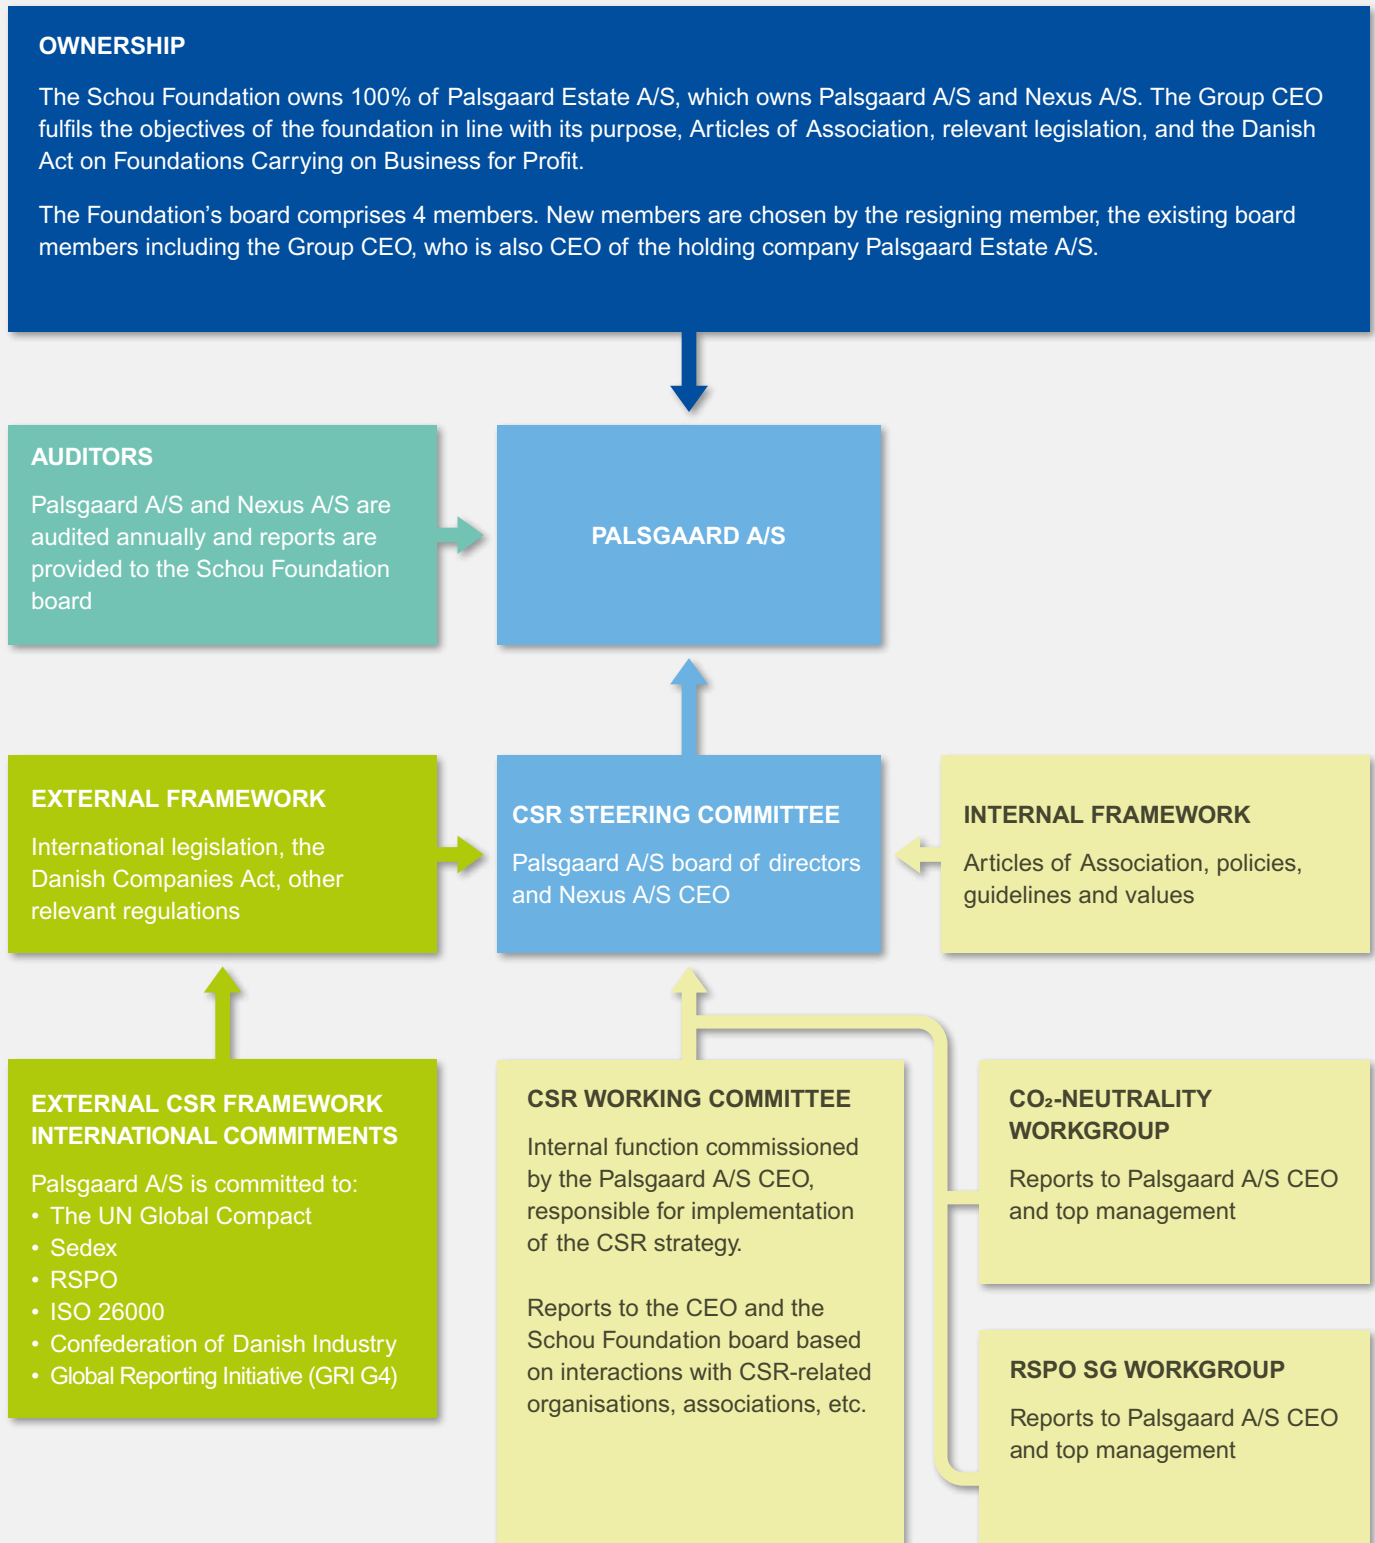 OWNERSHIP
The Schou Foundation owns 100% of Palsgaard Estate A/S, which owns Palsgaard A/S and Nexus A/S. The Group CEO
fulfils the objectives of the foundation in line with its purpose, Articles of Association, relevant legislation, and the Danish
Act on Foundations Carrying on Business for Profit.
The Foundation’s board comprises 4 members. New members are chosen by the resigning member, the existing board
members including the Group CEO, who is also CEO of the holding company Palsgaard Estate A/S.
AUDITORS
Palsgaard A/S and Nexus A/S are
audited annually and reports are
provided to the Schou Foundation
board
PALSGAARD A/S
EXTERNAL FRAMEWORK
International legislation, the
Danish Companies Act, other
relevant regulations
CSR STEERING COMMITTEE
Palsgaard A/S board of directors
and Nexus A/S CEO
INTERNAL FRAMEWORK
Articles of Association, policies,
guidelines and values
EXTERNAL CSR FRAMEWORK
INTERNATIONAL COMMITMENTS
Palsgaard A/S is committed to:
• The UN Global Compact
• Sedex
• RSPO
• ISO 26000
• Confederation of Danish Industry
• Global Reporting Initiative (GRI G4)
CSR WORKING COMMITTEE
Internal function commissioned
by the Palsgaard A/S CEO,
responsible for implementation
of the CSR strategy.
Reports to the CEO and the
Schou Foundation board based
on interactions with CSR-related
organisations, associations, etc.
CO₂-NEUTRALITY
WORKGROUP
Reports to Palsgaard A/S CEO
and top management
RSPO SG WORKGROUP
Reports to Palsgaard A/S CEO
and top management